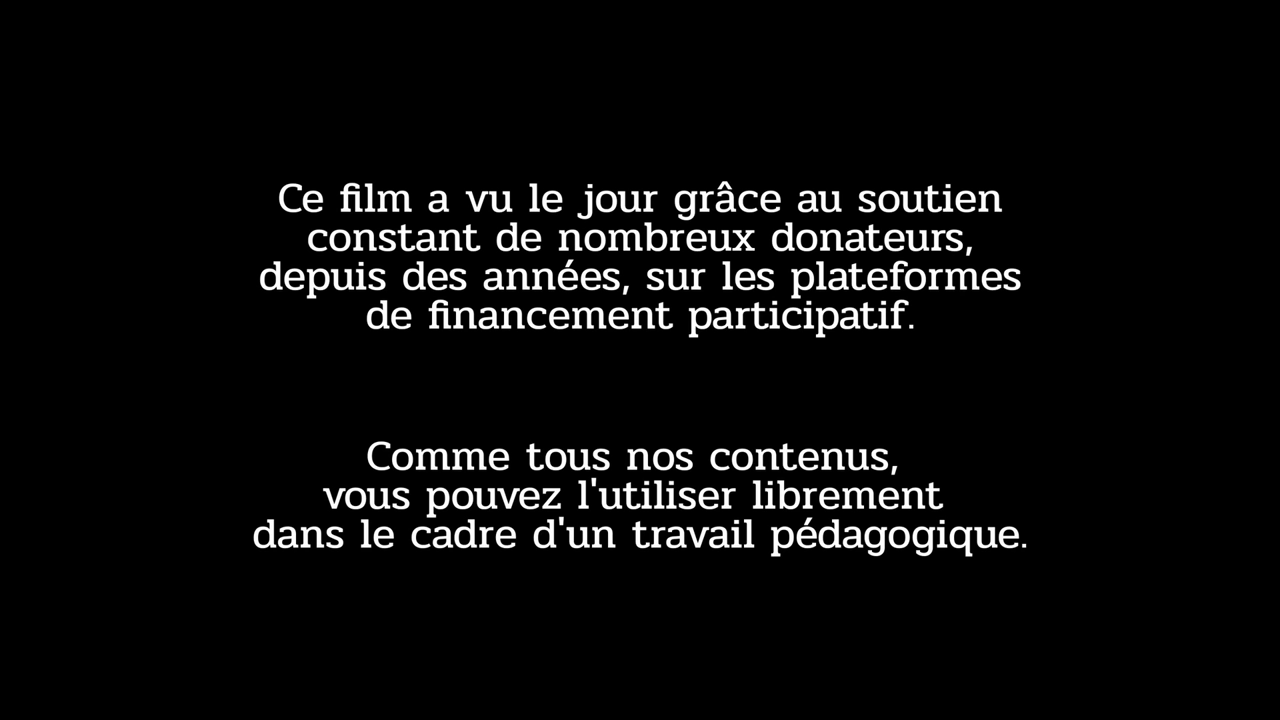 Ce film a vu le jour grâce au soutien
constant de nombreux donateurs,
depuis des années, sur les plateformes
de financement participatif.
Comme tous nos contenus,
vous pouvez l'utiliser librement
dans le cadre d'un travail pédagogique.